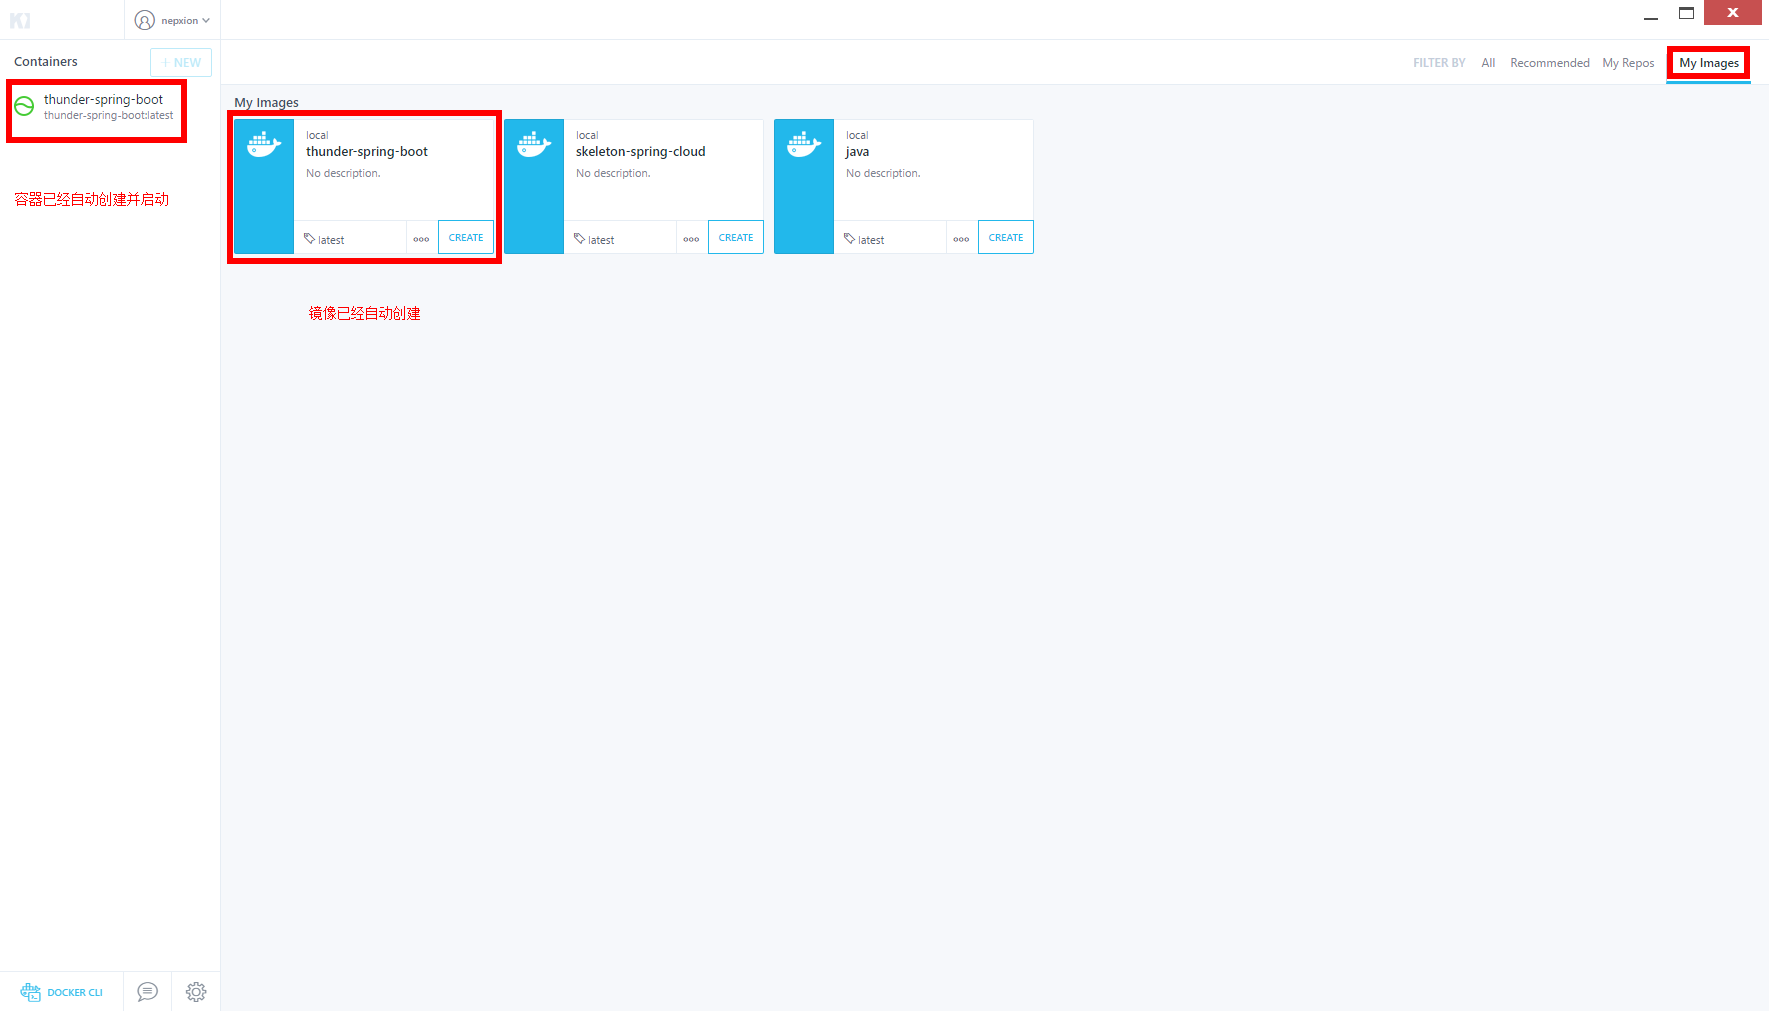 nepxion
Containers
+ NEW
FILTER BY All Recommended My Repos My Images
thunder-spring-boot
thunder-spring-boot:latest
容器已经自动创建并启动
My Images
local
thunder-spring-boot
No description.
latest
CREATE
local
skeleton-spring-cloud
No description.
latest
CREATE
local
java
No description.
latest
CREATE
镜像已经自动创建
DOCKER CLI